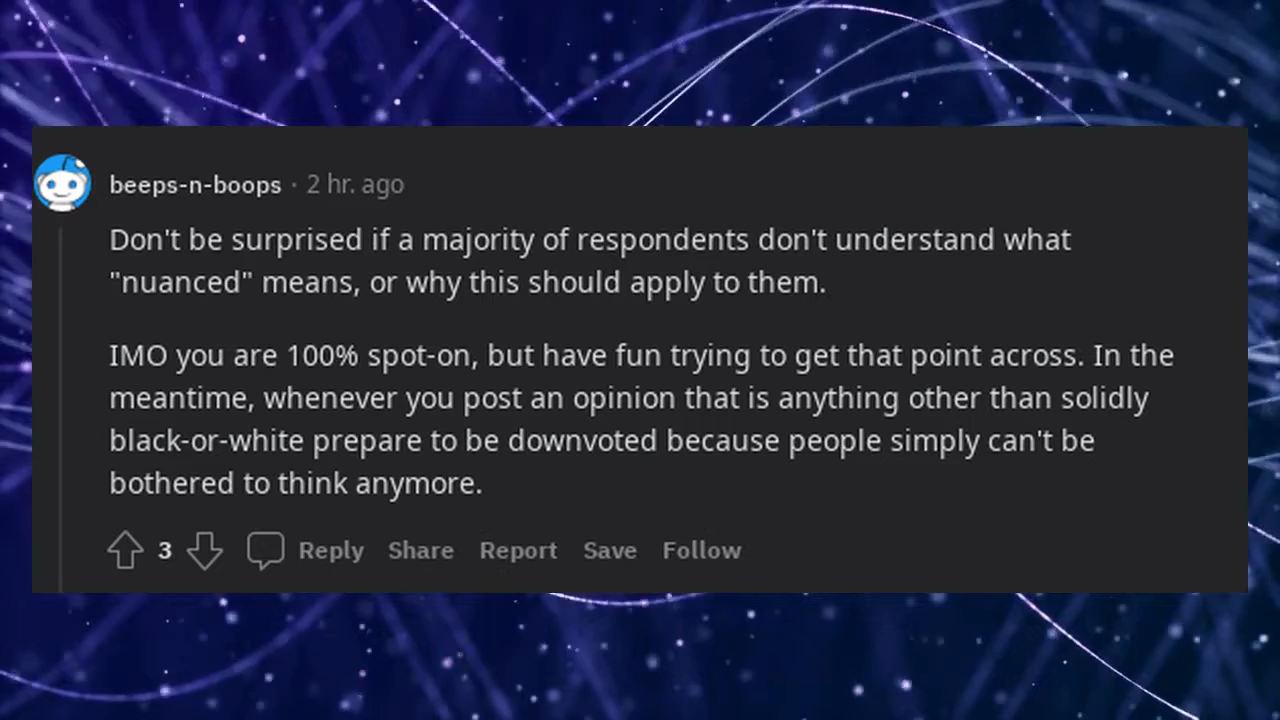 beeps-n-boops · 2 hr. ago
Don't be surprised if a majority of respondents don't understand what
"nuanced" means, or why this should apply to them.
IMO you are 100% spot-on, but have fun trying to get that point across. In the
meantime, whenever you post an opinion that is anything other than solidly
black-or-white prepare to be downvoted because people simply can't be
bothered to think anymore.
3 Reply Share Report Save Follow